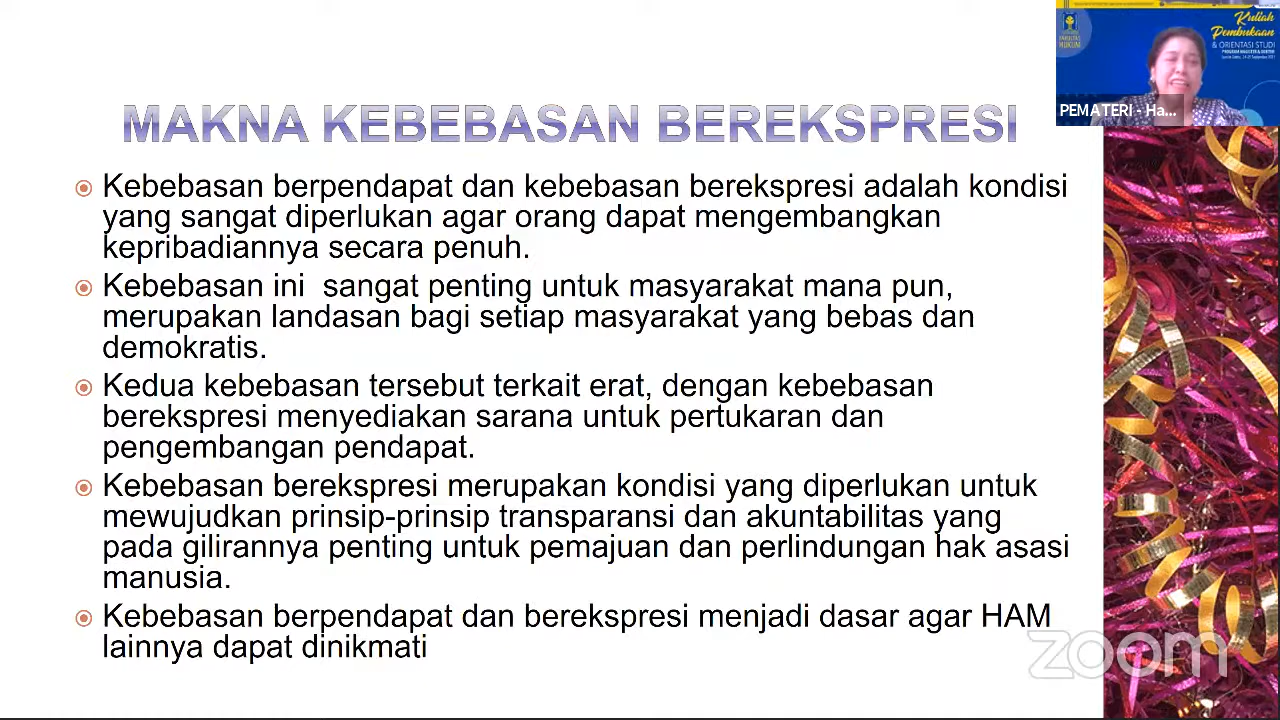 Kuliah
Pembukaan
& ORIENTASI STUDI
PEMATERI - Ha...
MAKNA KEBEBASAN BEREKSPRESI
Kebebasan berpendapat dan kebebasan berekspresi adalah kondisi
yang sangat diperlukan agar orang dapat mengembangkan
kepribadiannya secara penuh.
Kebebasan ini  sangat penting untuk masyarakat mana pun,
merupakan landasan bagi setiap masyarakat yang bebas dan
demokratis.
Kedua kebebasan tersebut terkait erat, dengan kebebasan
berekspresi menyediakan sarana untuk pertukaran dan
pengembangan pendapat.
Kebebasan berekspresi merupakan kondisi yang diperlukan untuk
mewujudkan prinsip-prinsip transparansi dan akuntabilitas yang
pada gilirannya penting untuk pemajuan dan perlindungan hak asasi
manusia.
Kebebasan berpendapat dan berekspresi menjadi dasar agar HAM
lainnya dapat dinikmati
zoom